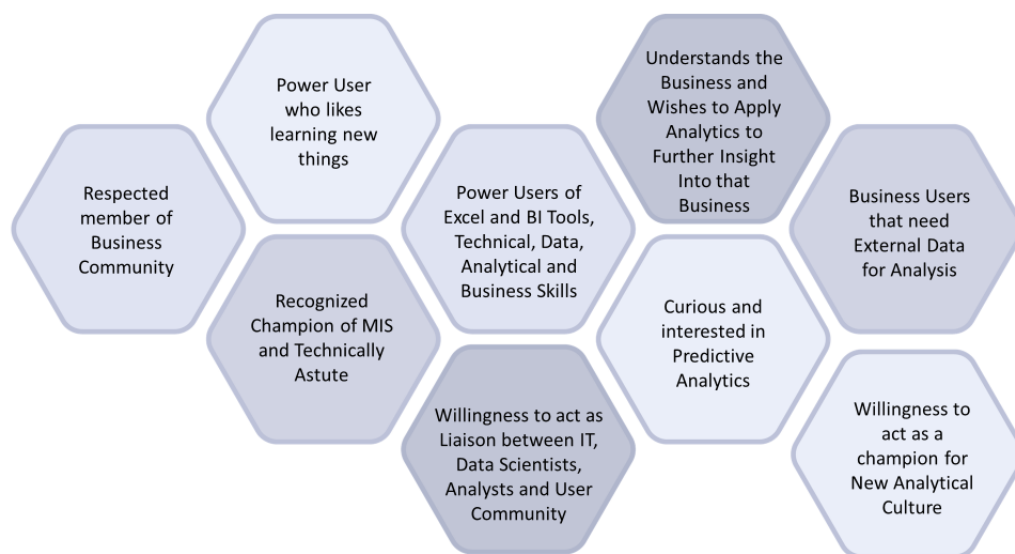 Respected
member of
Business
Community
Power User
who likes
learning new
things
Recognized
Champion of MIS
and Technically
Astute
Power Users of
Excel and BI Tools,
Technical, Data,
Analytical and
Business Skills
Willingness to act as
Liaison between IT,
Data Scientists,
Analysts and User
Community
Understands the
Business and
Wishes to Apply
Analytics to
Further Insight
Into that
Business
Curious and
interested in
Predictive
Analytics
Business Users
that need
External Data
for Analysis
Willingness to
act as a
champion for
New Analytical
Culture